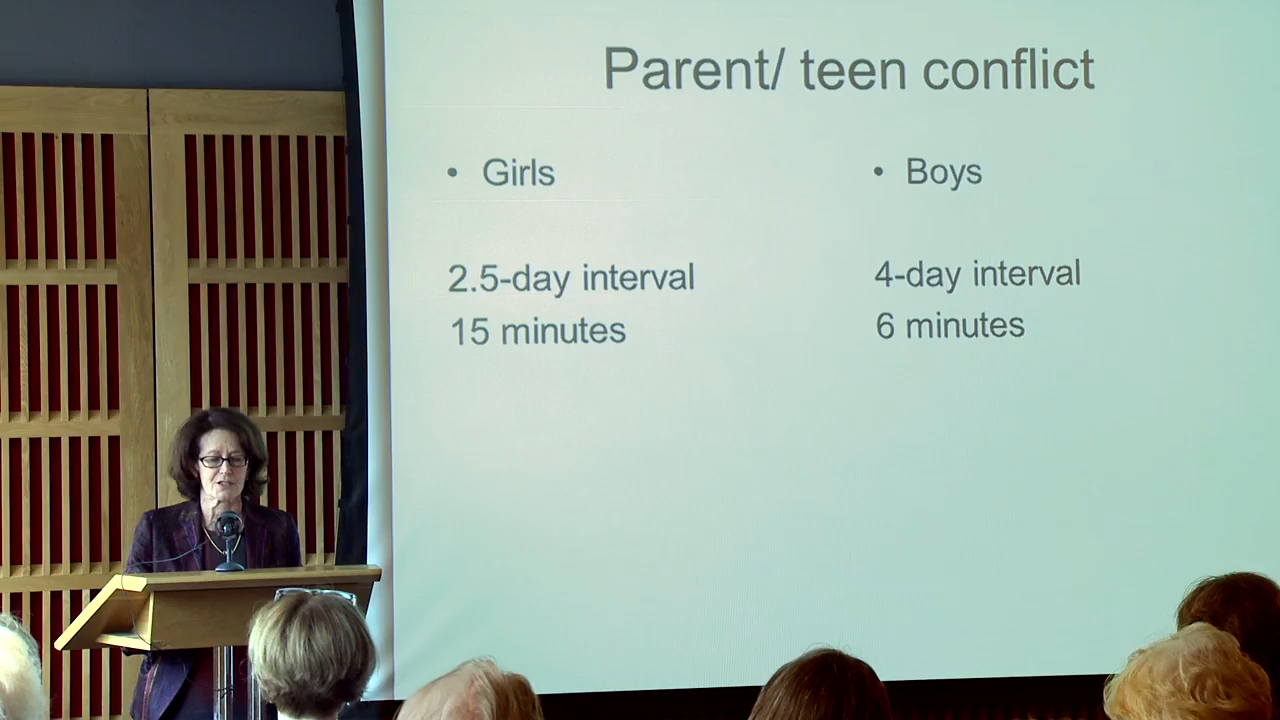 Parent/ teen conflict
• Girls
2.5-day interval
15 minutes
• Boys
4-day interval
6 minutes